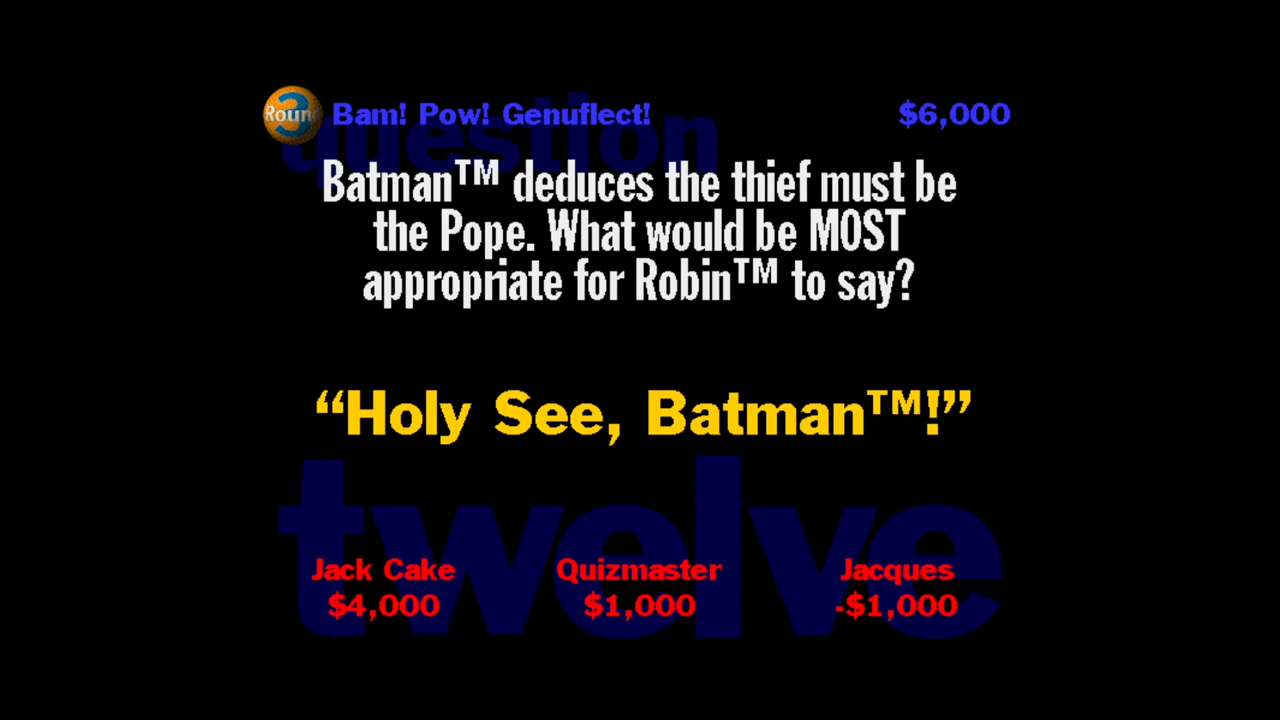 Round 3 Bam! Pow! Genuflect! $6,000
question
Batman™ deduces the thief must be
the Pope. What would be MOST
appropriate for Robin™ to say?
“Holy See, Batman™!”
twelve
Jack Cake Quizmaster Jacques
$4,000 $1,000 -$1,000